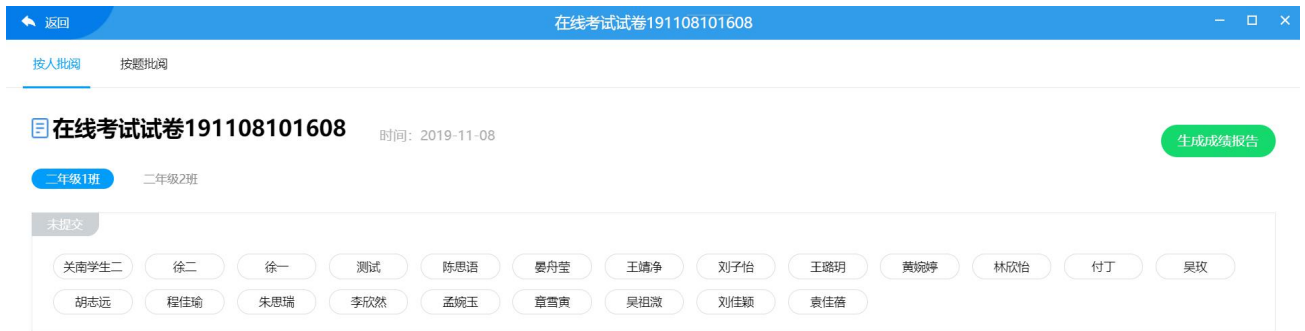 返回 在线考试试卷191108101608
按人批阅 按题批阅
在线考试试卷191108101608 时间：2019-11-08 生成成绩报告
二年级1班 二年级2班
未提交
关南学生二 徐二 徐一 测试 陈思语 晏舟莹 王婧净 刘子怡 王璐玥 黄婉婷 林欣怡 付丁 吴玫
胡志远 程佳瑜 朱思瑞 李欣然 孟婉玉 章雪寅 吴祖溦 刘佳颖 袁佳蓓